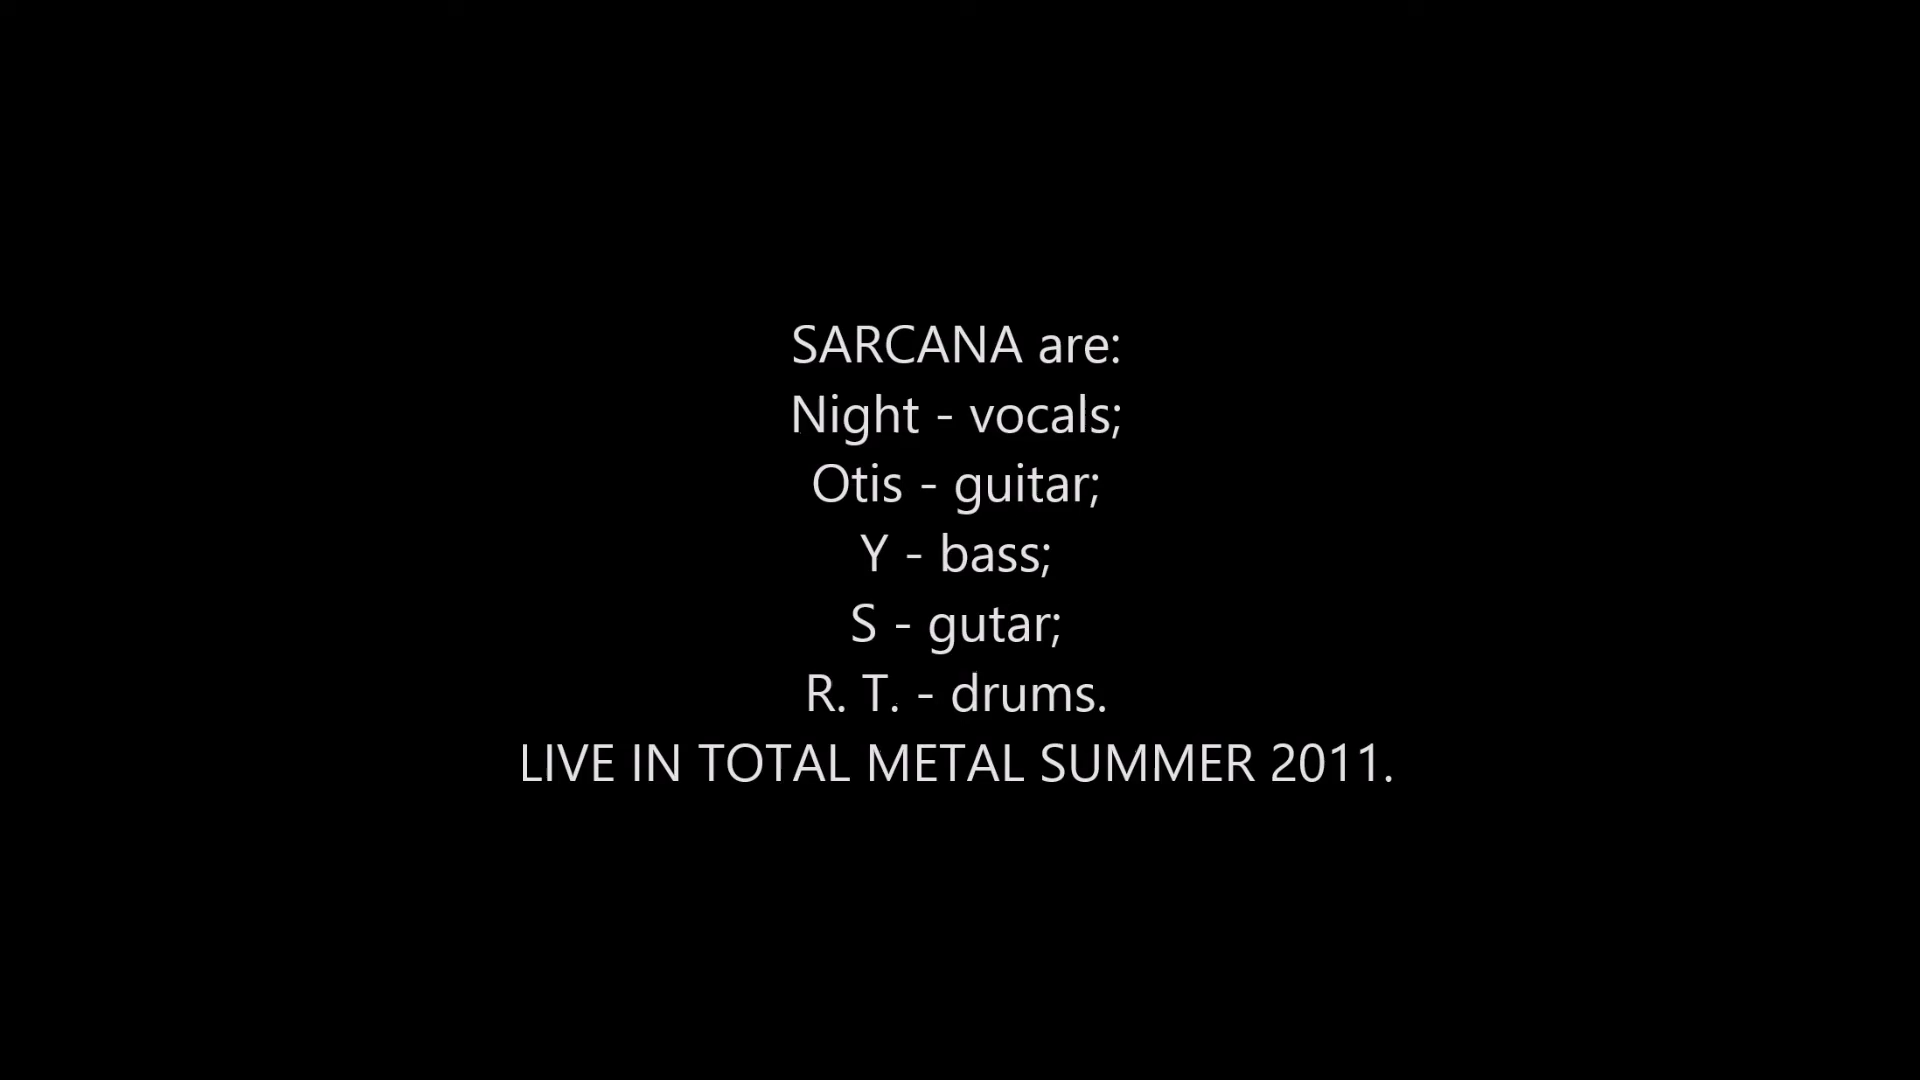 SARCANA are:
Night - vocals;
Otis - guitar;
Y - bass;
S - gutar;
R. T. - drums.
LIVE IN TOTAL METAL SUMMER 2011.